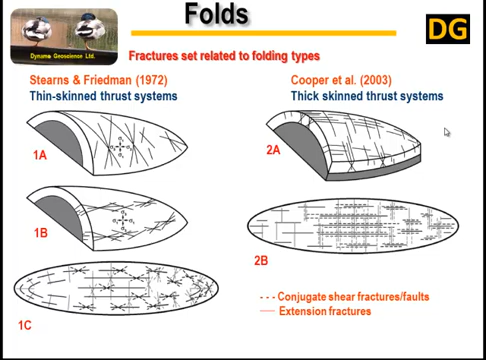 Folds
DG
Dynamo Geoscience Ltd.
Fractures set related to folding types
Stearns & Friedman (1972)
Thin-skinned thrust systems
Cooper et al. (2003)
Thick skinned thrust systems
1A
2A
1B
2B
1C
Conjugate shear fractures/faults
Extension fractures